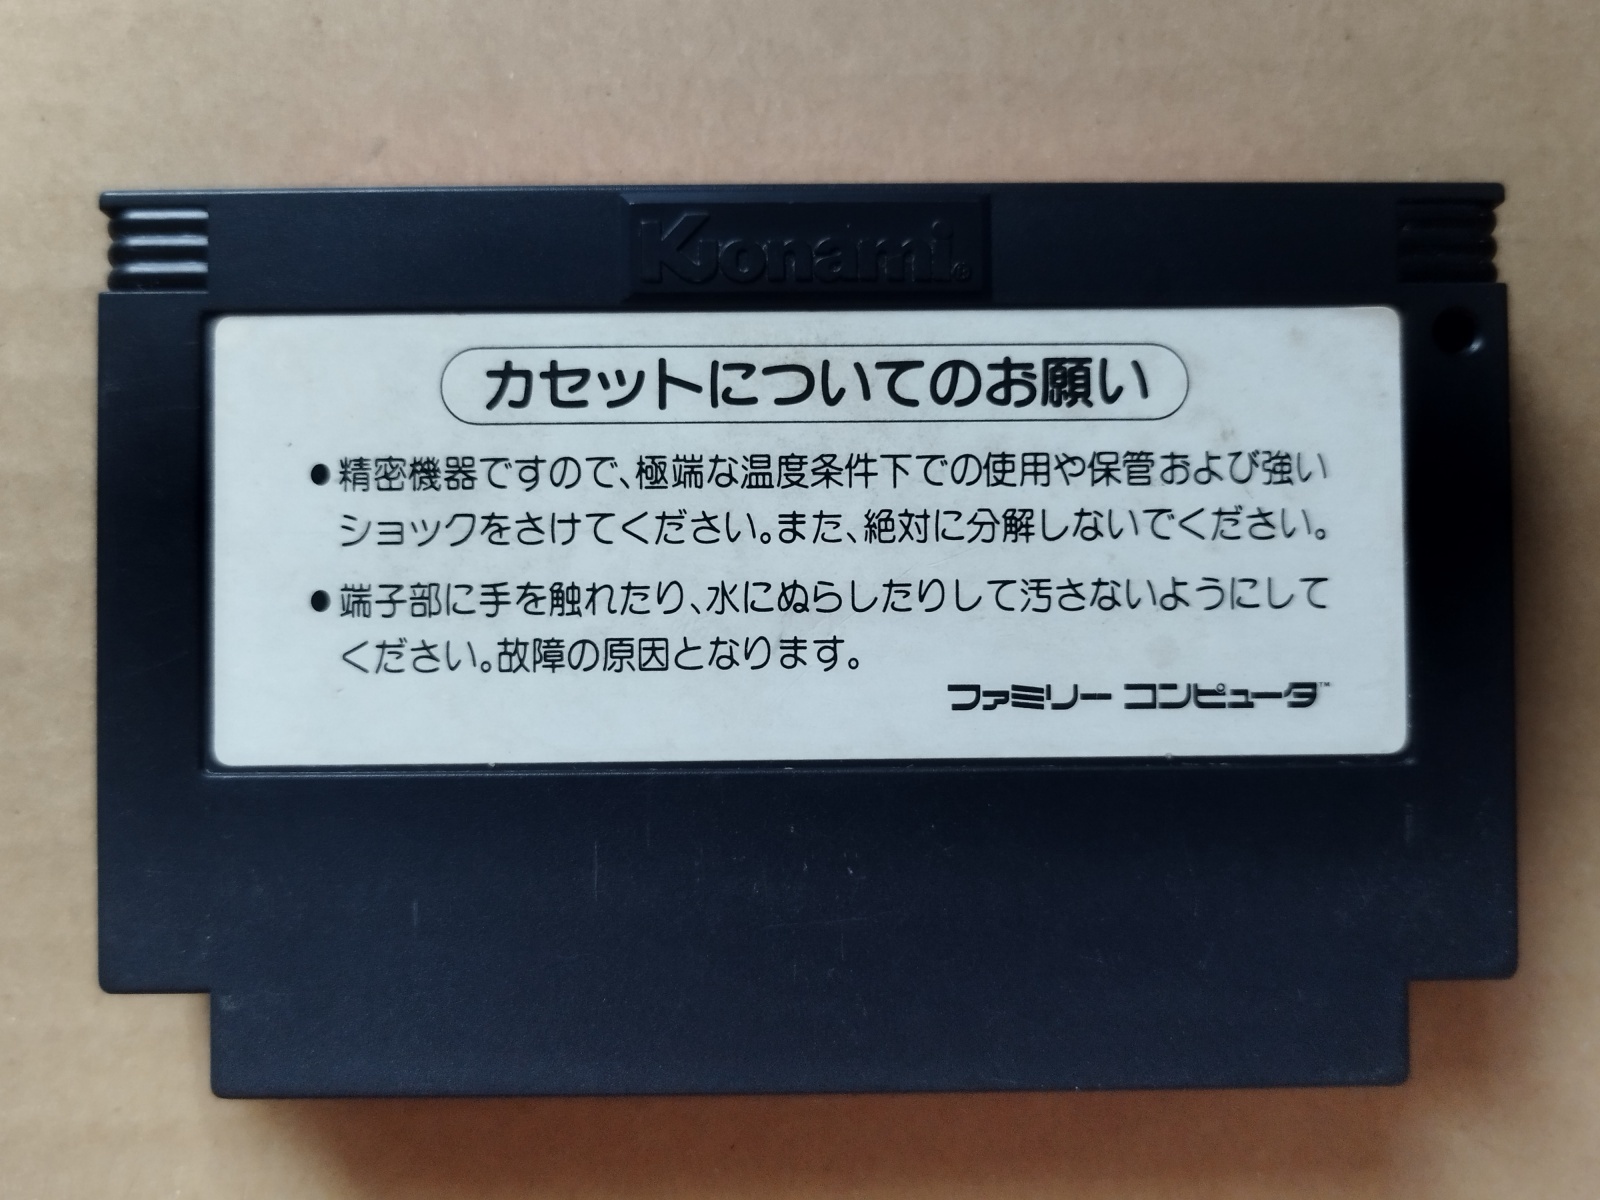 Konami®
カセットについてのお願い
●精密機器ですので、極端な温度条件下での使用や保管および強い
ショックをさけてください。また、絶対に分解しないでください。
●端子部に手を触れたり、水にぬらしたりして汚さないようにして
ください。故障の原因となります。
ファミリー コンピュータ™